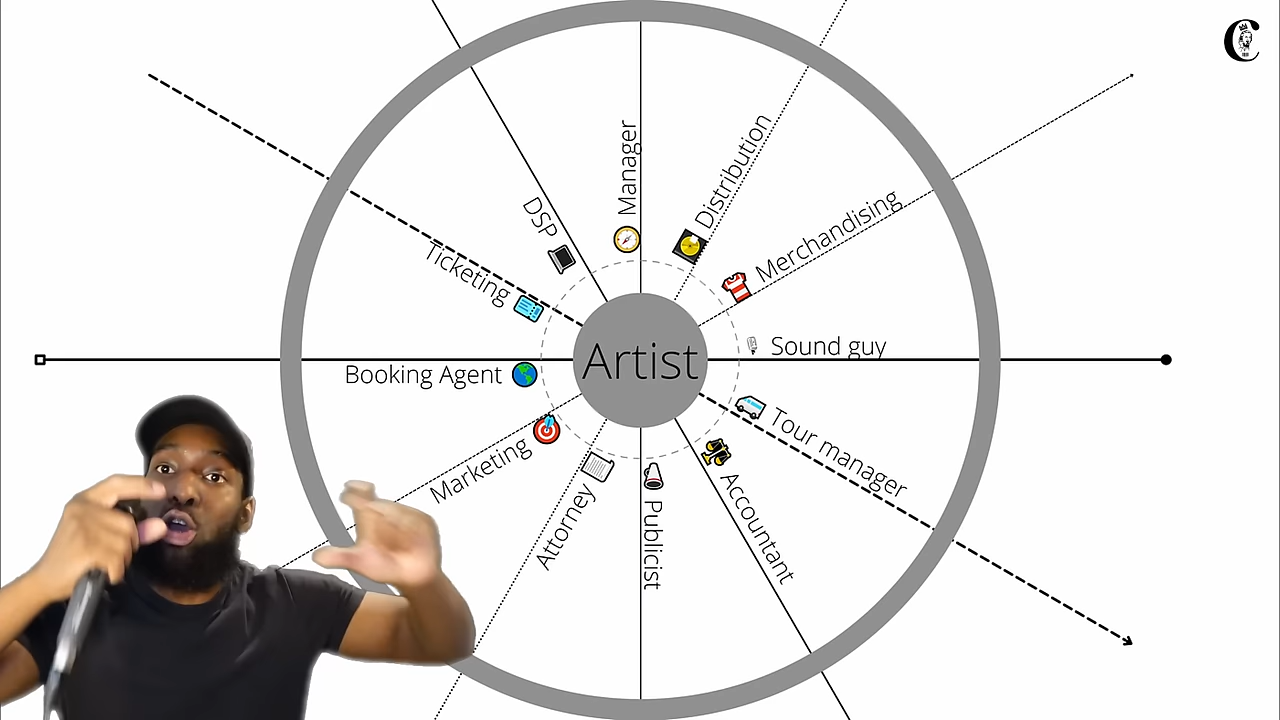 Manager
Distribution
Merchandising
Sound guy
Tour manager
Accountant
Publicist
Attorney
Marketing
Booking Agent
Ticketing
DSP
Artist
C